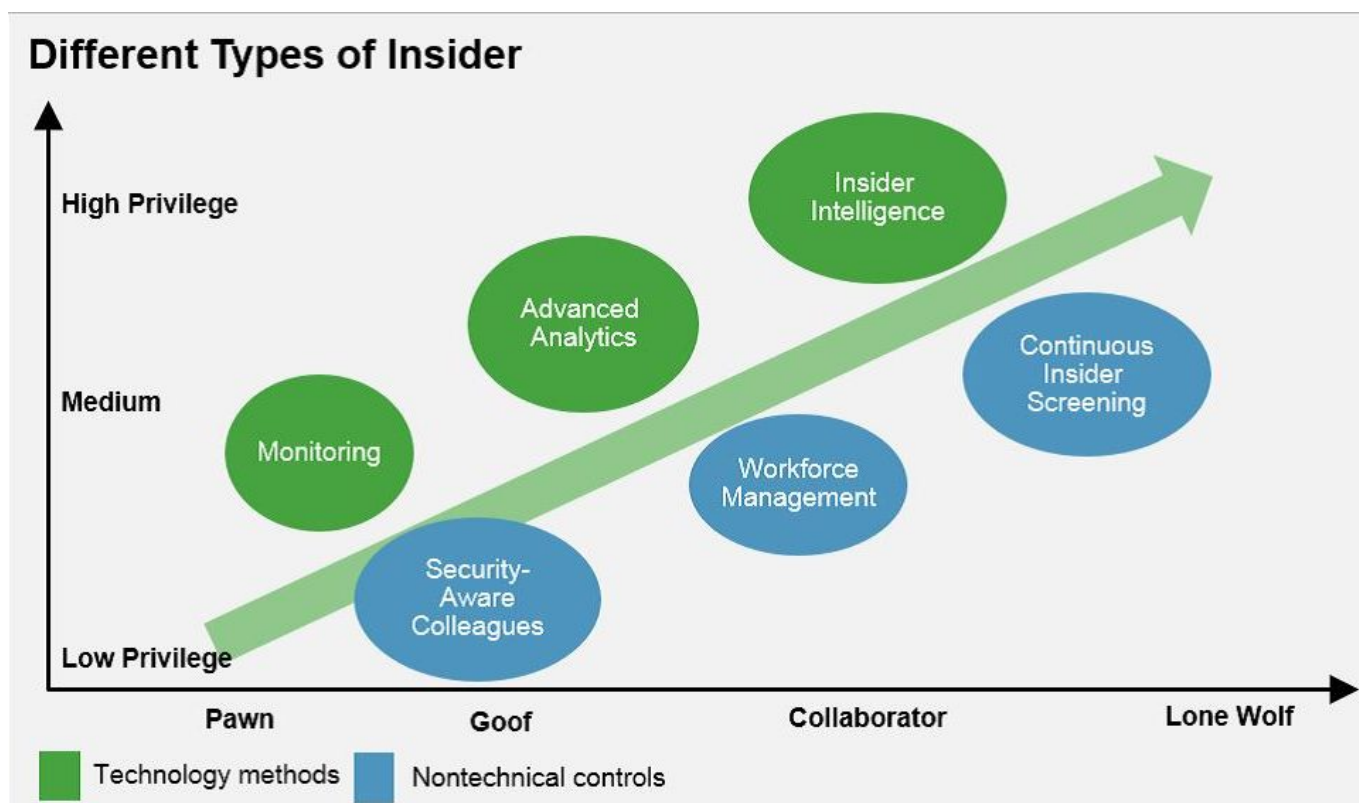 Different Types of Insider
High Privilege
Insider
Intelligence
Advanced
Analytics
Continuous
Insider
Screening
Medium
Monitoring
Workforce
Management
Security-
Aware
Colleagues
Low Privilege
Pawn
Goof
Collaborator
Lone Wolf
Technology methods
Nontechnical controls